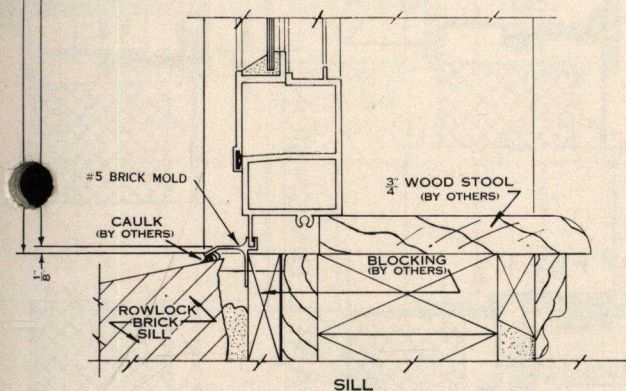 #5 BRICK MOLD
3/4" WOOD STOOL
(BY OTHERS)
CAULK
(BY OTHERS)
1/8"
BLOCKING
(BY OTHERS)
ROWLOCK
BRICK
SILL
SILL